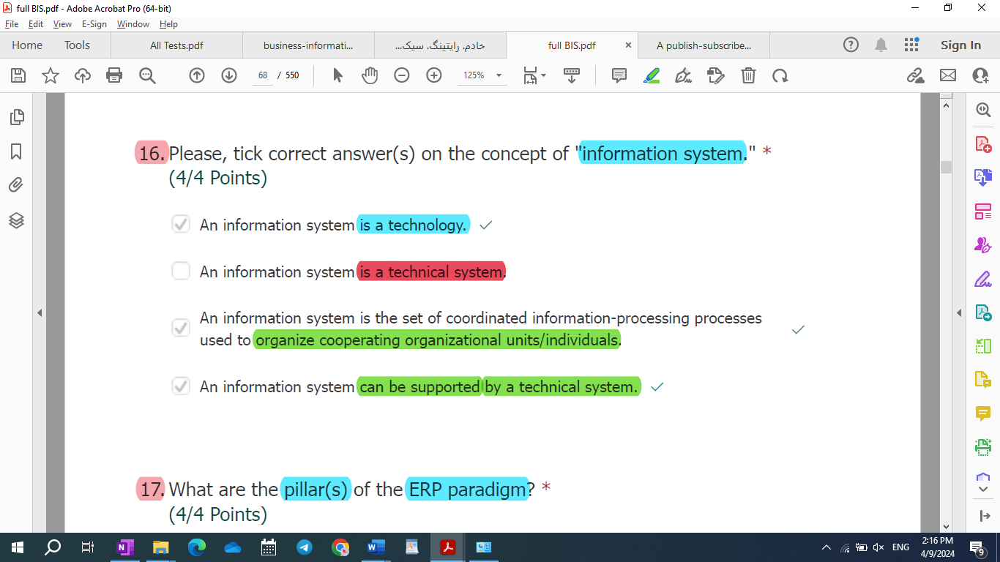 full BIS.pdf - Adobe Acrobat Pro (64-bit)
File Edit View E-Sign Window Help
Home Tools All Tests.pdf business-informati... خادم. رایتینگ. سیک... full BIS.pdf × A publish-subscribe... Sign In
68 / 550 125%
16. Please, tick correct answer(s) on the concept of "information system." *
(4/4 Points)
An information system is a technology.
An information system is a technical system.
An information system is the set of coordinated information-processing processes
used to organize cooperating organizational units/individuals.
An information system can be supported by a technical system.
17. What are the pillar(s) of the ERP paradigm? *
(4/4 Points)
ENG
2:16 PM
4/9/2024
9